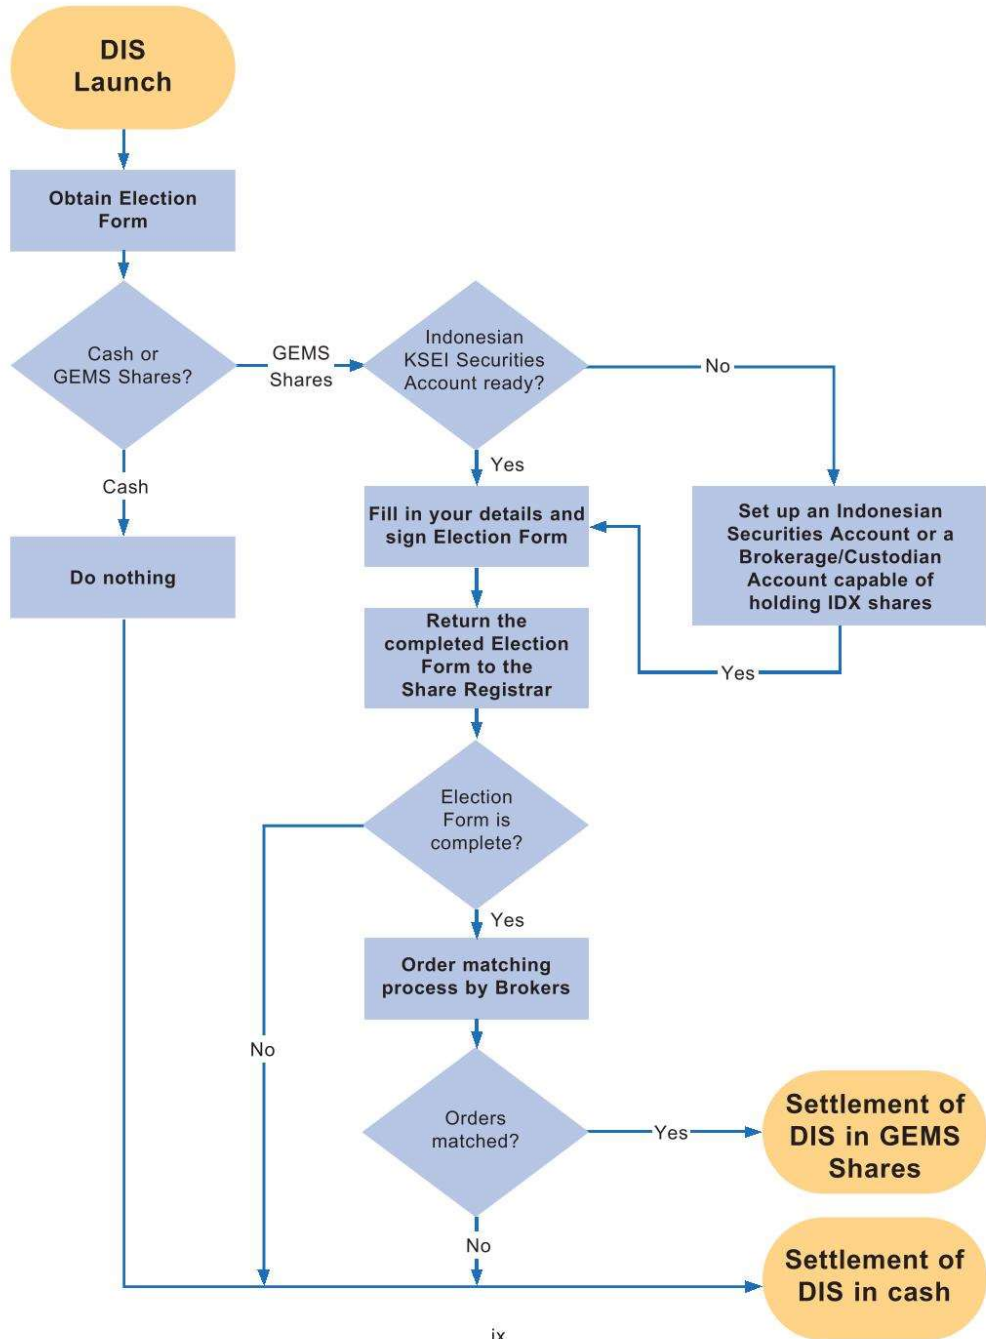 DIS
Launch
Obtain Election
Form
Cash or
GEMS Shares?
GEMS
Shares
Indonesian
KSEI Securities
Account ready?
No
Cash
Yes
Do nothing
Fill in your details and
sign Election Form
Set up an Indonesian
Securities Account or a
Brokerage/Custodian
Account capable of
holding IDX shares
Yes
Return the
completed Election
Form to the
Share Registrar
Election
Form is
complete?
No
Yes
Order matching
process by Brokers
Orders
matched?
Yes
Settlement of
DIS in GEMS
Shares
No
Settlement of
DIS in cash
ix